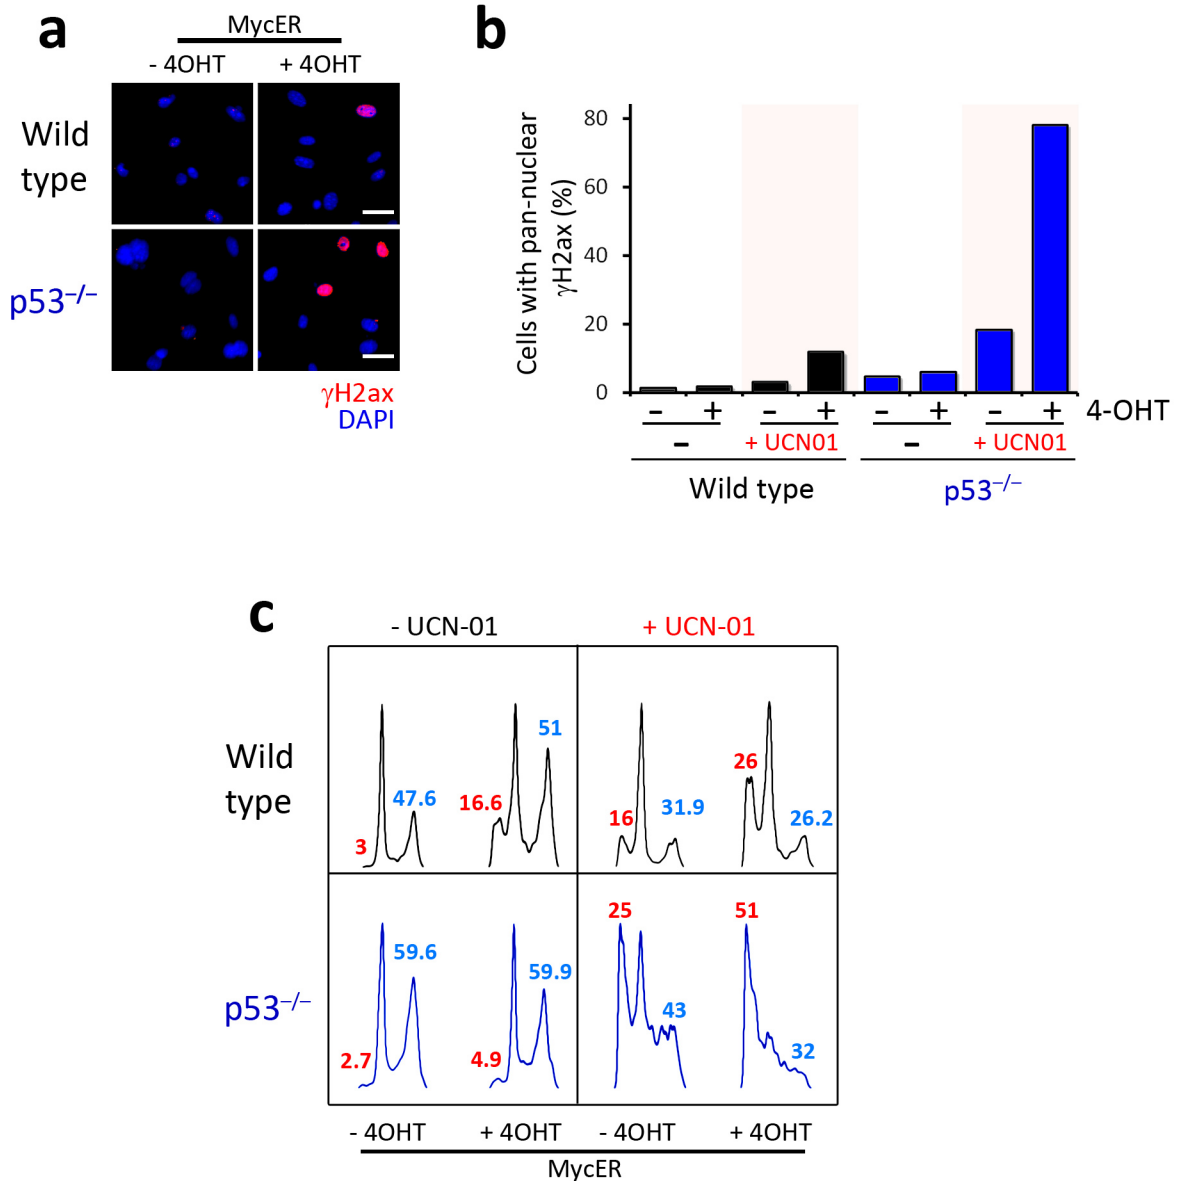 a
MycER
- 4OHT
+ 4OHT
Wild
type
p53−/−
γH2ax
DAPI
b
Cells with pan-nuclear
γH2ax (%)
80
60
40
20
0
- + - + - + - + 4-OHT
- + UCN01 - + UCN01
Wild type p53−/−
c
- UCN-01 + UCN-01
Wild
type
3 47.6 16.6 51 16 31.9 26 26.2
p53−/−
2.7 59.6 4.9 59.9 25 43 51 32
- 4OHT + 4OHT - 4OHT + 4OHT
MycER